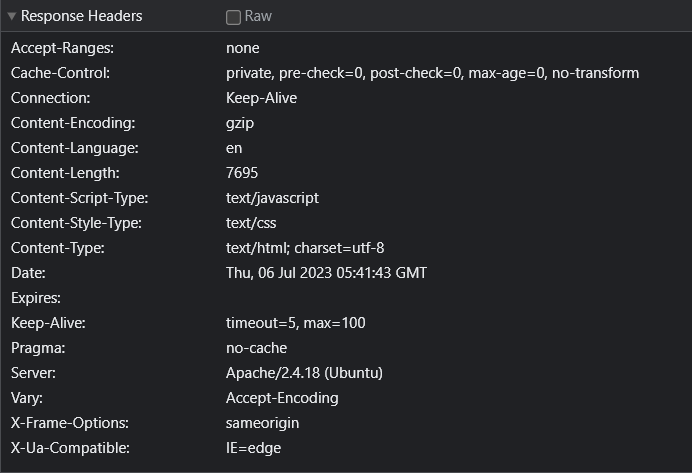 Response Headers Raw
Accept-Ranges: none
Cache-Control: private, pre-check=0, post-check=0, max-age=0, no-transform
Connection: Keep-Alive
Content-Encoding: gzip
Content-Language: en
Content-Length: 7695
Content-Script-Type: text/javascript
Content-Style-Type: text/css
Content-Type: text/html; charset=utf-8
Date: Thu, 06 Jul 2023 05:41:43 GMT
Expires:
Keep-Alive: timeout=5, max=100
Pragma: no-cache
Server: Apache/2.4.18 (Ubuntu)
Vary: Accept-Encoding
X-Frame-Options: sameorigin
X-Ua-Compatible: IE=edge